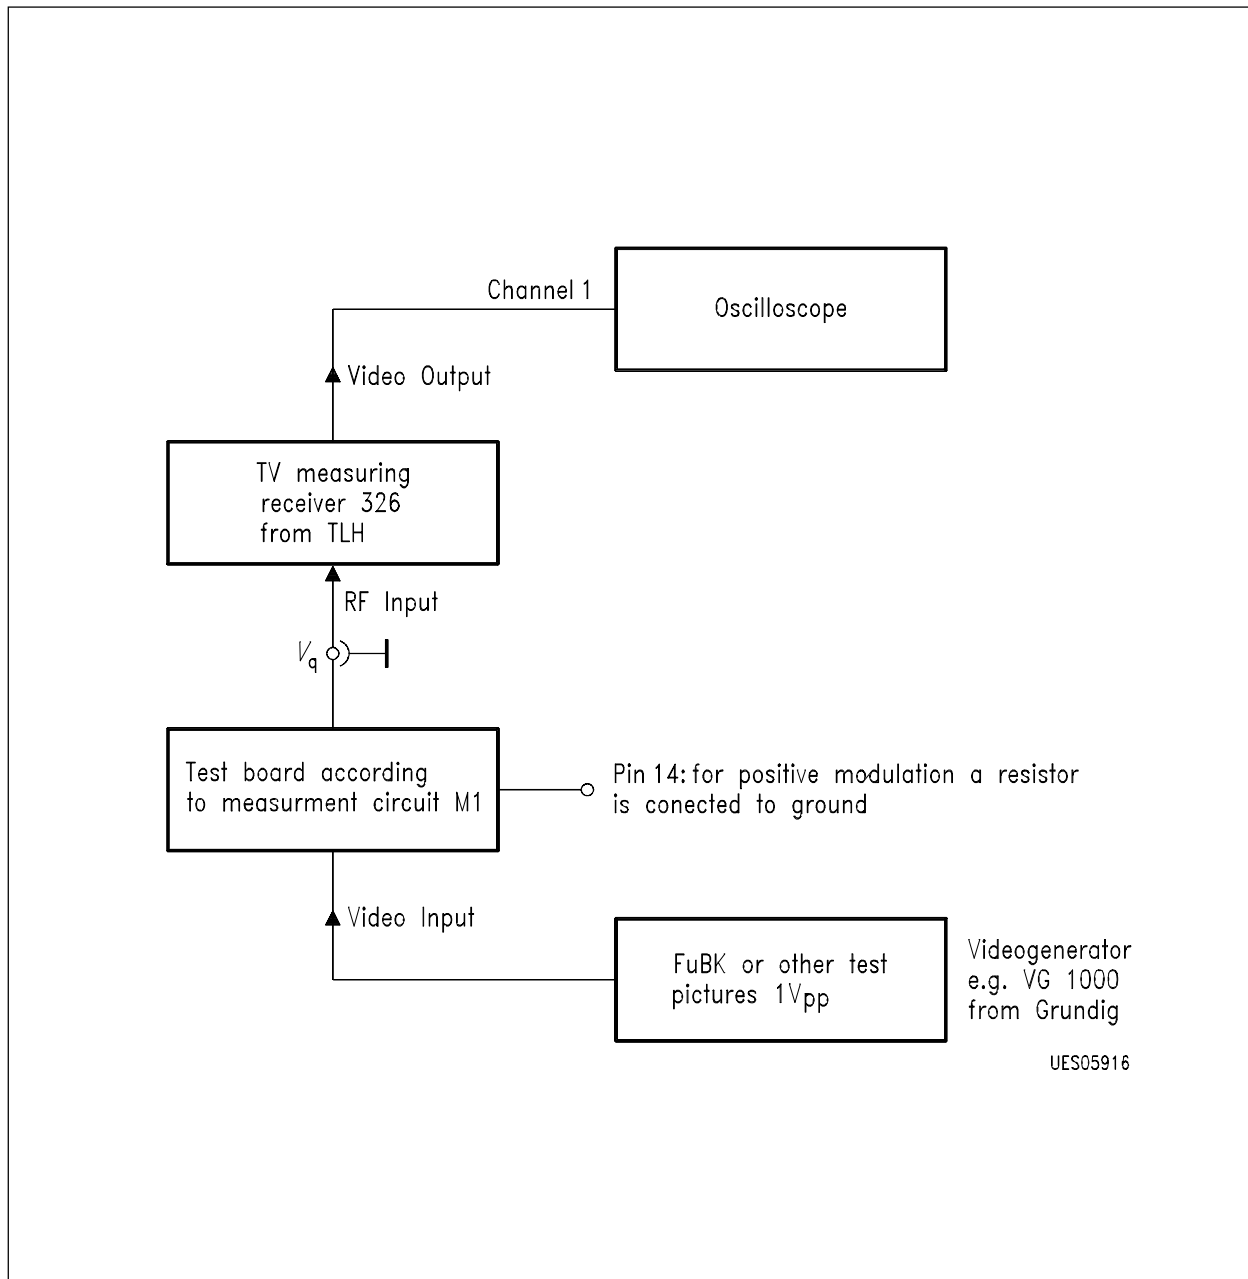 Channel 1
Oscilloscope
Video Output
TV measuring
receiver 326
from TLH
RF Input
Vq
Test board according
to measurment circuit M1
Pin 14: for positive modulation a resistor
is conected to ground
Video Input
FuBK or other test
pictures 1Vpp
Videogenerator
e.g. VG 1000
from Grundig
UES05916